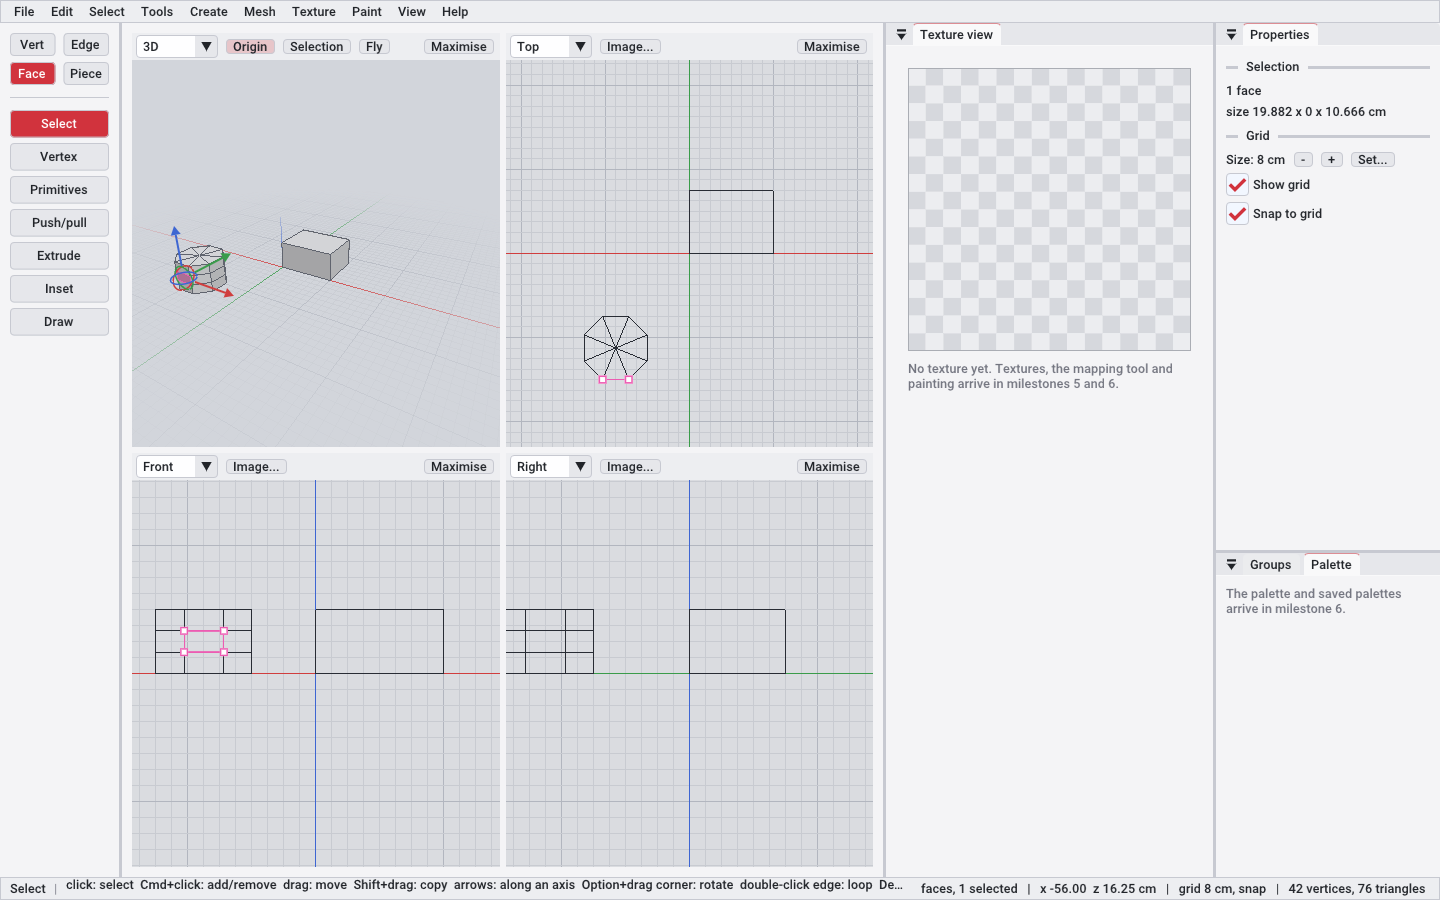 File Edit Select Tools Create Mesh Texture Paint View Help
Vert Edge
Face Piece
Select
Vertex
Primitives
Push/pull
Extrude
Inset
Draw
3D Origin Selection Fly Maximise
Top Image... Maximise
Front Image... Maximise
Right Image... Maximise
Texture view
No texture yet. Textures, the mapping tool and
painting arrive in milestones 5 and 6.
Properties
Selection
1 face
size 19.882 x 0 x 10.666 cm
Grid
Size: 8 cm - + Set...
Show grid
Snap to grid
Groups Palette
The palette and saved palettes
arrive in milestone 6.
Select | click: select Cmd+click: add/remove drag: move Shift+drag: copy arrows: along an axis Option+drag corner: rotate double-click edge: loop De... faces, 1 selected | x -56.00 z 16.25 cm | grid 8 cm, snap | 42 vertices, 76 triangles